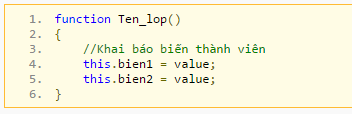 1. function Ten_lop()
2. {
3.     //Khai báo biến thành viên
4.     this.bien1 = value;
5.     this.bien2 = value;
6. }